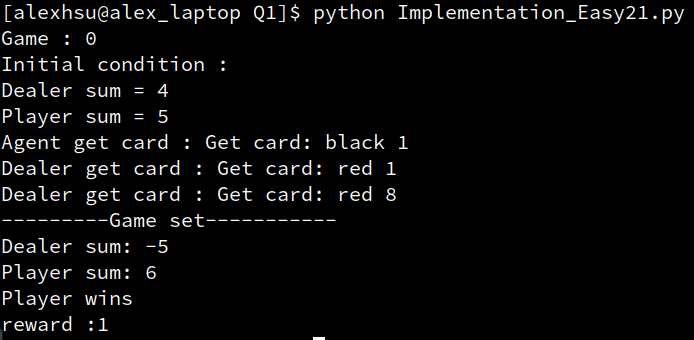 [alexhsu@alex_laptop Q1]$ python Implementation_Easy21.py
Game : 0
Initial condition :
Dealer sum = 4
Player sum = 5
Agent get card : Get card: black 1
Dealer get card : Get card: red 1
Dealer get card : Get card: red 8
---------Game set-----------
Dealer sum: -5
Player sum: 6
Player wins
reward :1